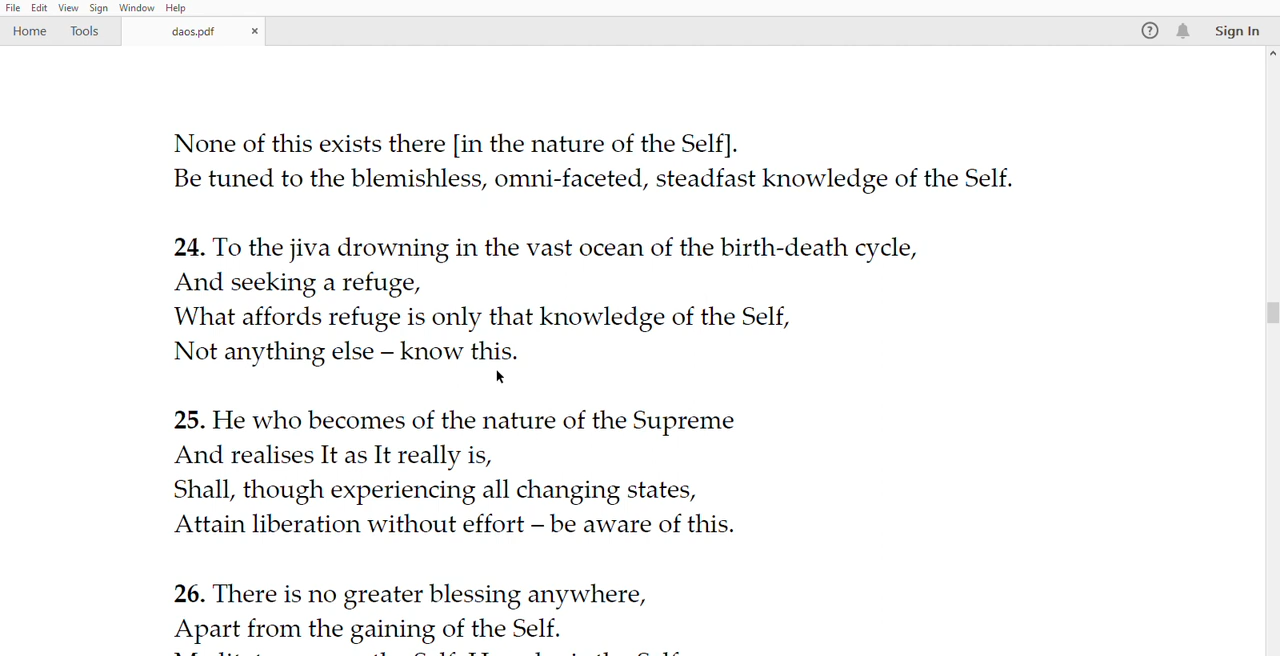 File Edit View Sign Window Help
Home Tools daos.pdf × ? Sign In
None of this exists there [in the nature of the Self].
Be tuned to the blemishless, omni-faceted, steadfast knowledge of the Self.
24. To the jiva drowning in the vast ocean of the birth-death cycle,
And seeking a refuge,
What affords refuge is only that knowledge of the Self,
Not anything else – know this.
25. He who becomes of the nature of the Supreme
And realises It as It really is,
Shall, though experiencing all changing states,
Attain liberation without effort – be aware of this.
26. There is no greater blessing anywhere,
Apart from the gaining of the Self.